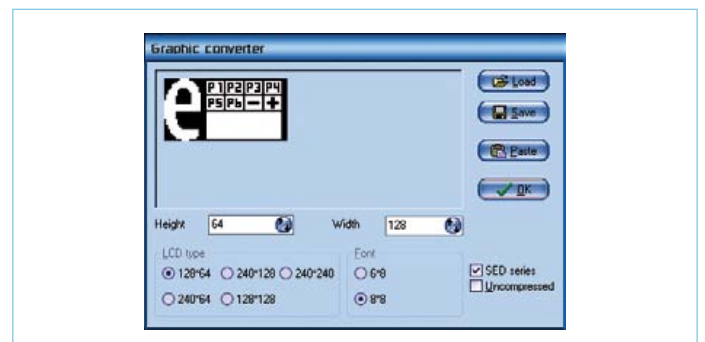 Graphic converter
e P1 P2 P3 P4
P5 P6 − +
Load
Save
Paste
OK
Height 64 Width 128
LCD type
128*64 240*128 240*240
240*64 128*128
Font
6*8
8*8
SED series
Uncompressed